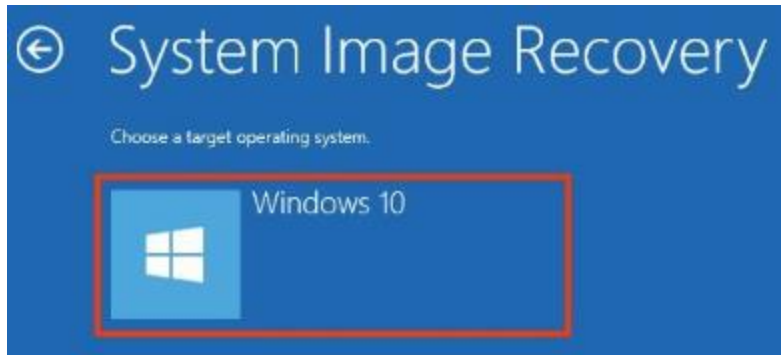 System Image Recovery
Choose a target operating system.
Windows 10